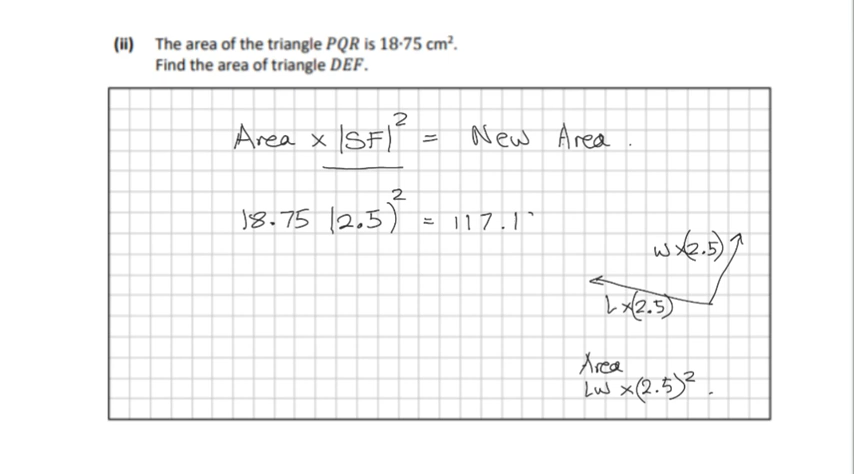 (ii) The area of the triangle PQR is 18·75 cm².
Find the area of triangle DEF.
Area × |SF|² = New Area.
18.75 (2.5)² = 117.1
W×(2.5)
L×(2.5)
Area
LW ×(2.5)².